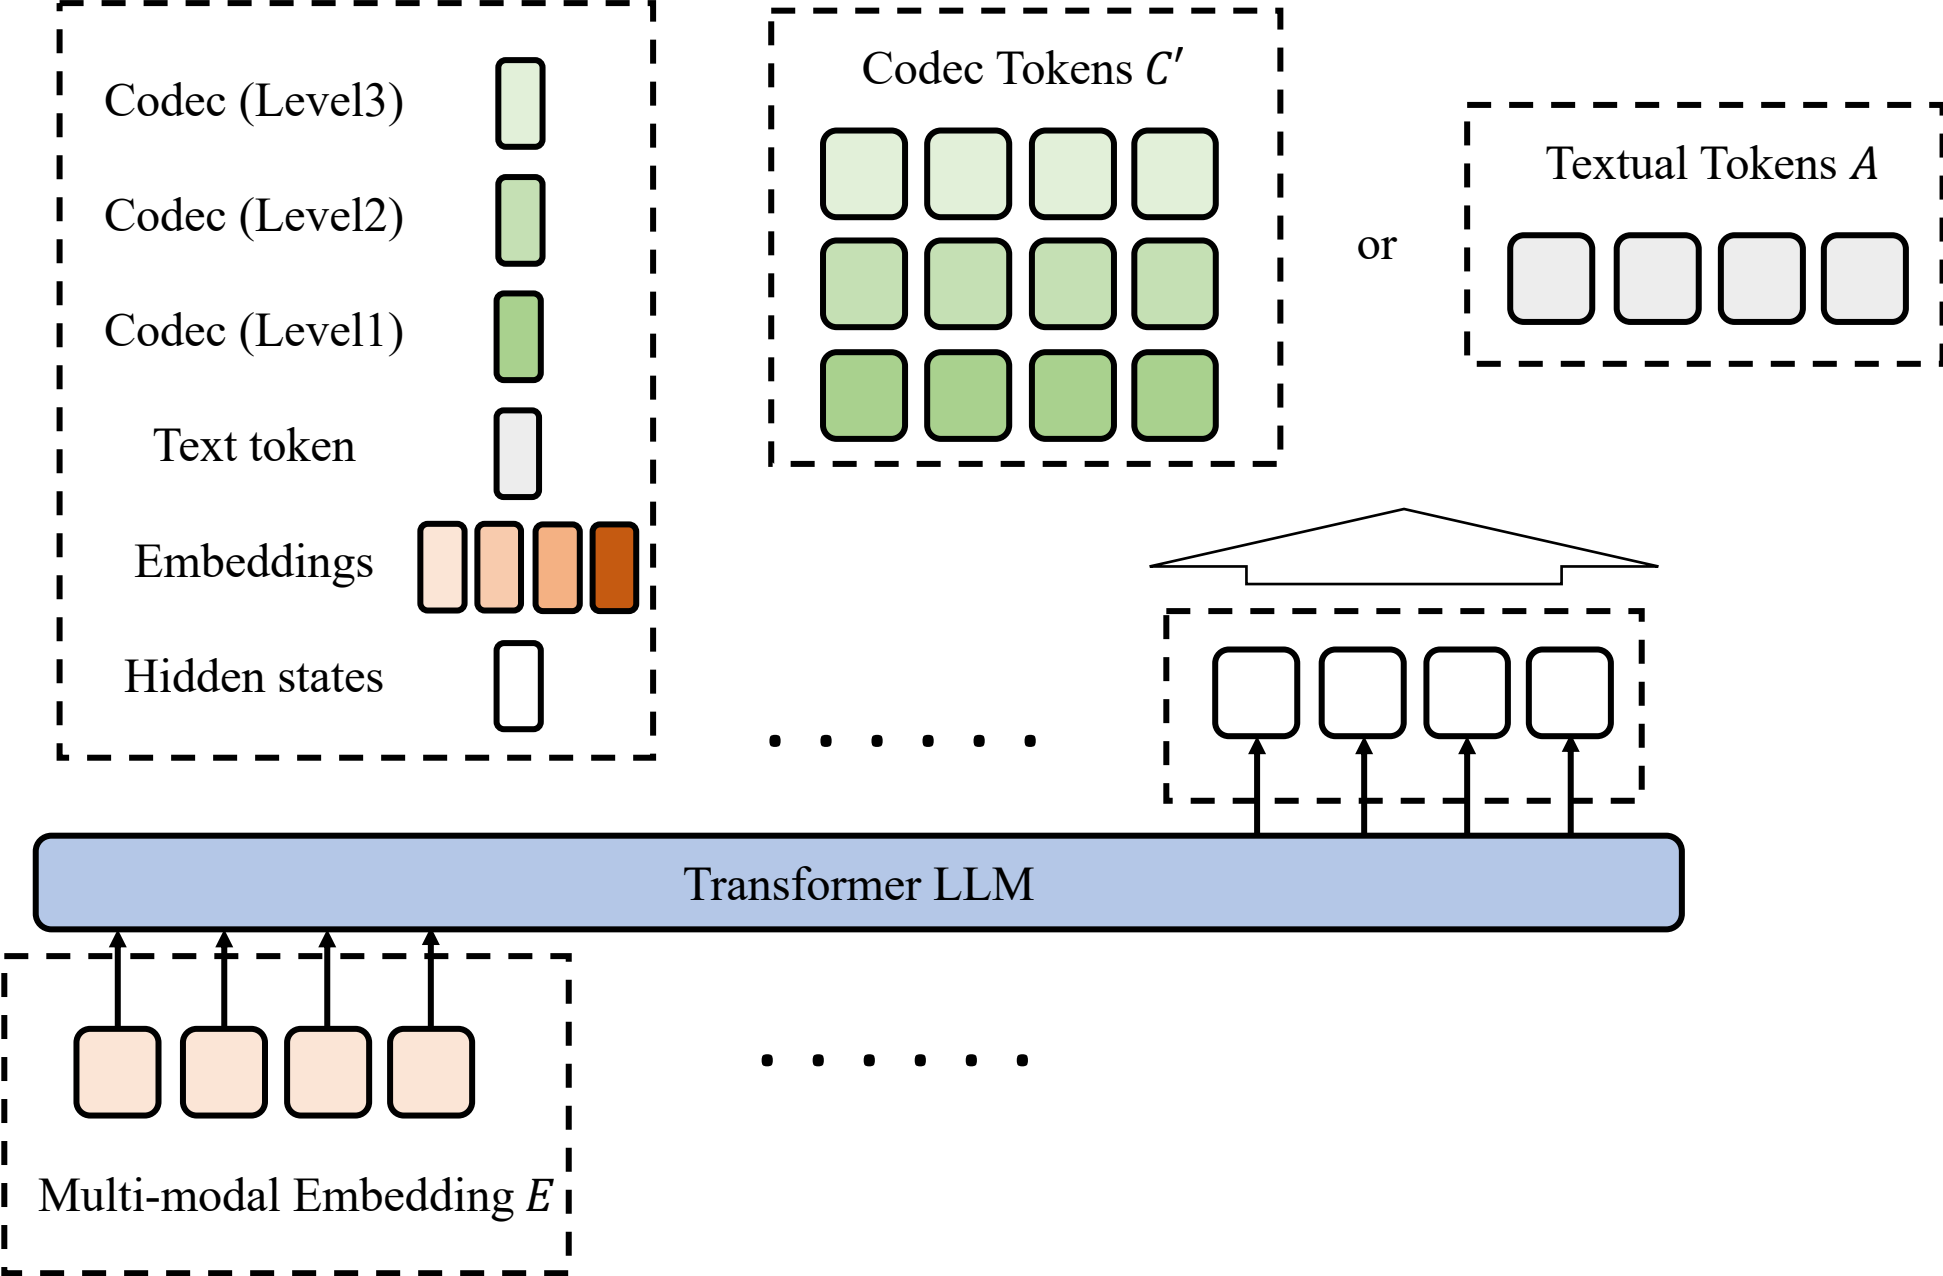 Codec (Level3)
Codec (Level2)
Codec (Level1)
Text token
Embeddings
Hidden states
Codec Tokens C′
or
Textual Tokens A
. . . . . .
Transformer LLM
. . . . . .
Multi-modal Embedding E